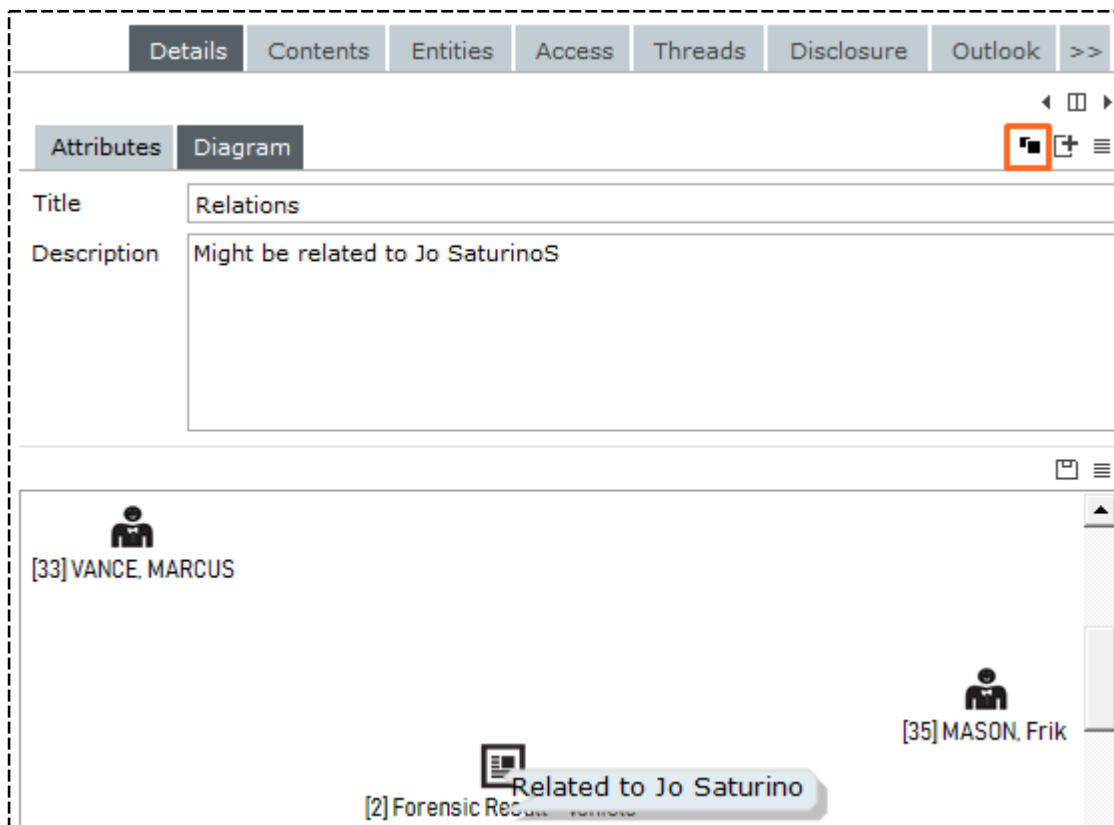 Details Contents Entities Access Threads Disclosure Outlook >>
Attributes Diagram
Title Relations
Description Might be related to Jo SaturinoS
[33] VANCE, MARCUS
[35] MASON, Frik
Related to Jo Saturino
[2] Forensic